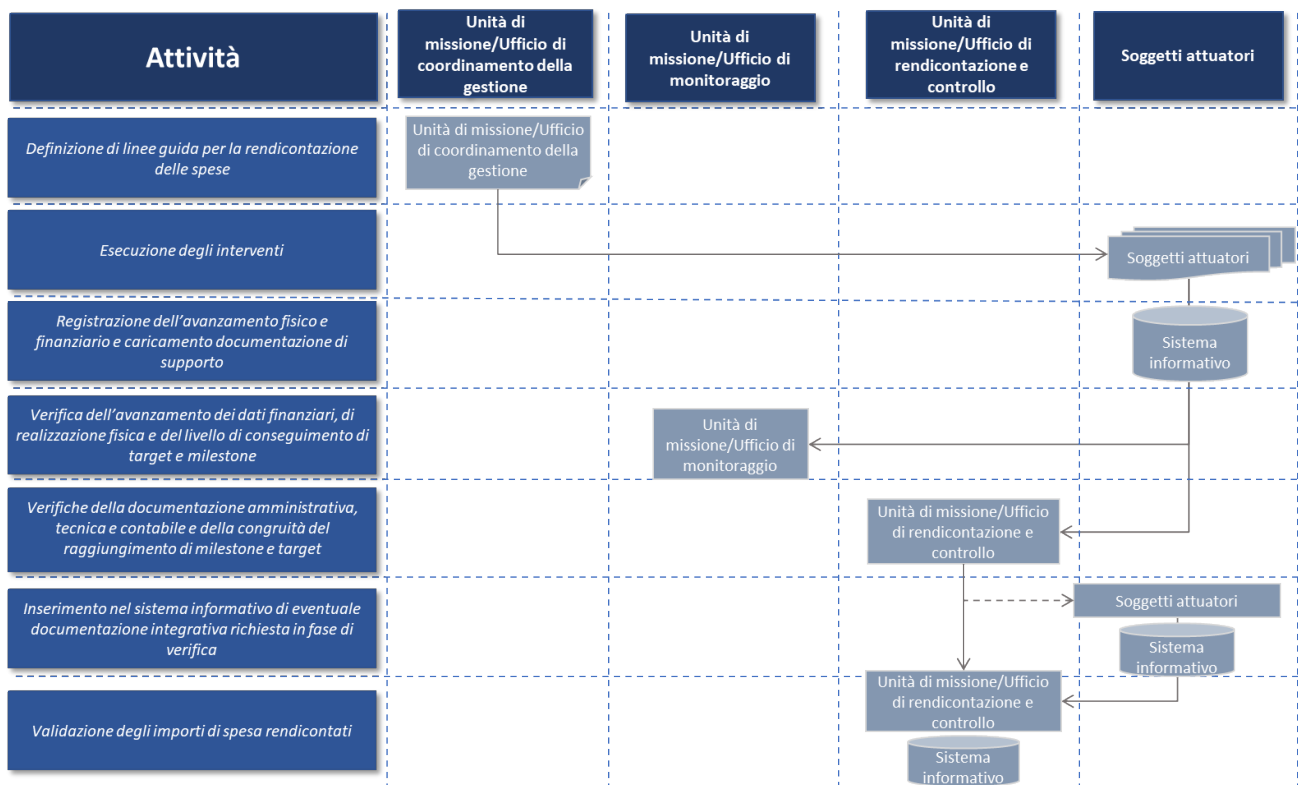 Attività
Unità di
missione/Ufficio di
coordinamento della
gestione
Unità di
missione/Ufficio di
monitoraggio
Unità di
missione/Ufficio di
rendicontazione e
controllo
Soggetti attuatori
Definizione di linee guida per la rendicontazione
delle spese
Unità di missione/Ufficio
di coordinamento della
gestione
Esecuzione degli interventi
Soggetti attuatori
Registrazione dell’avanzamento fisico e
finanziario e caricamento documentazione di
supporto
Sistema
informativo
Verifica dell’avanzamento dei dati finanziari, di
realizzazione fisica e del livello di conseguimento di
target e milestone
Unità di
missione/Ufficio di
monitoraggio
Verifiche della documentazione amministrativa,
tecnica e contabile e della congruità del
raggiungimento di milestone e target
Unità di missione/Ufficio
di rendicontazione e
controllo
Inserimento nel sistema informativo di eventuale
documentazione integrativa richiesta in fase di
verifica
Soggetti attuatori
Sistema
informativo
Validazione degli importi di spesa rendicontati
Unità di missione/Ufficio
di rendicontazione e
controllo
Sistema
informativo